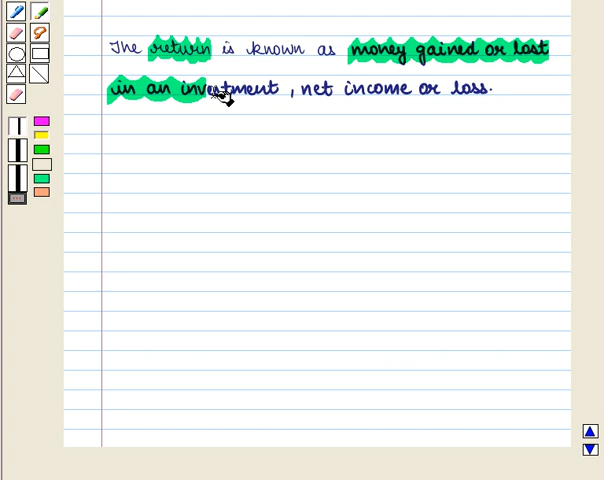 The return is known as money gained or lost
in an investment, net income or loss.